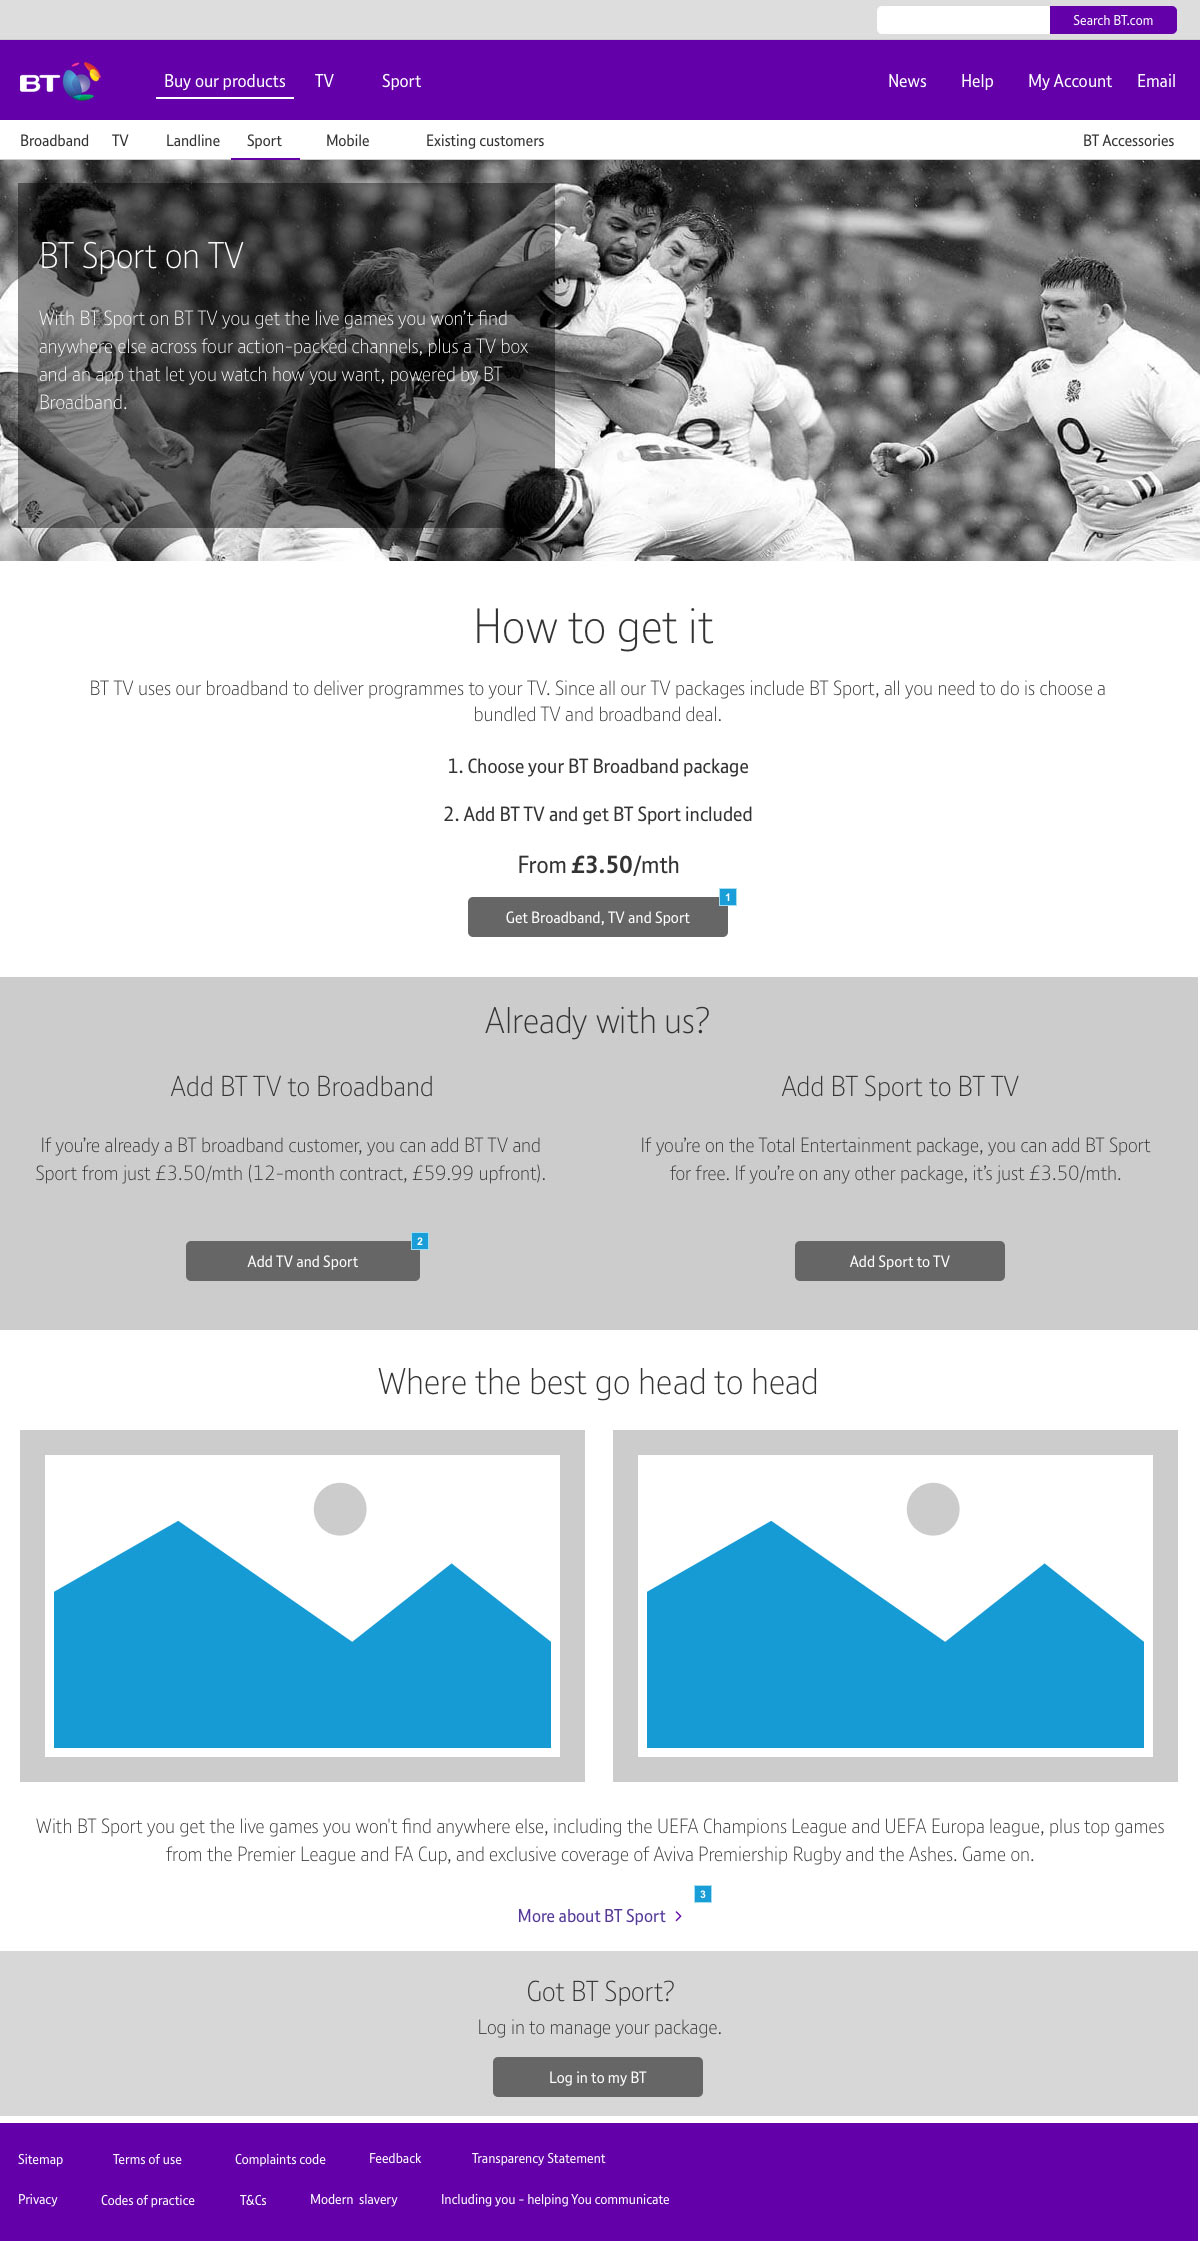 Search BT.com
BT
Buy our products
TV
Sport
News
Help
My Account
Email
Broadband
TV
Landline
Sport
Mobile
Existing customers
BT Accessories
BT Sport on TV
With BT Sport on BT TV you get the live games you won't find
anywhere else across four action-packed channels, plus a TV box
and an app that let you watch how you want, powered by BT
Broadband.
O2
O2
How to get it
BT TV uses our broadband to deliver programmes to your TV. Since all our TV packages include BT Sport, all you need to do is choose a
bundled TV and broadband deal.
1. Choose your BT Broadband package
2. Add BT TV and get BT Sport included
From £3.50/mth
1
Get Broadband, TV and Sport
Already with us?
Add BT TV to Broadband
If you're already a BT broadband customer, you can add BT TV and
Sport from just £3.50/mth (12-month contract, £59.99 upfront).
2
Add TV and Sport
Add BT Sport to BT TV
If you're on the Total Entertainment package, you can add BT Sport
for free. If you're on any other package, it's just £3.50/mth.
Add Sport to TV
Where the best go head to head
With BT Sport you get the live games you won't find anywhere else, including the UEFA Champions League and UEFA Europa league, plus top games
from the Premier League and FA Cup, and exclusive coverage of Aviva Premiership Rugby and the Ashes. Game on.
3
More about BT Sport >
Got BT Sport?
Log in to manage your package.
Log in to my BT
Sitemap
Terms of use
Complaints code
Feedback
Transparency Statement
Privacy
Codes of practice
T&Cs
Modern slavery
Including you - helping You communicate